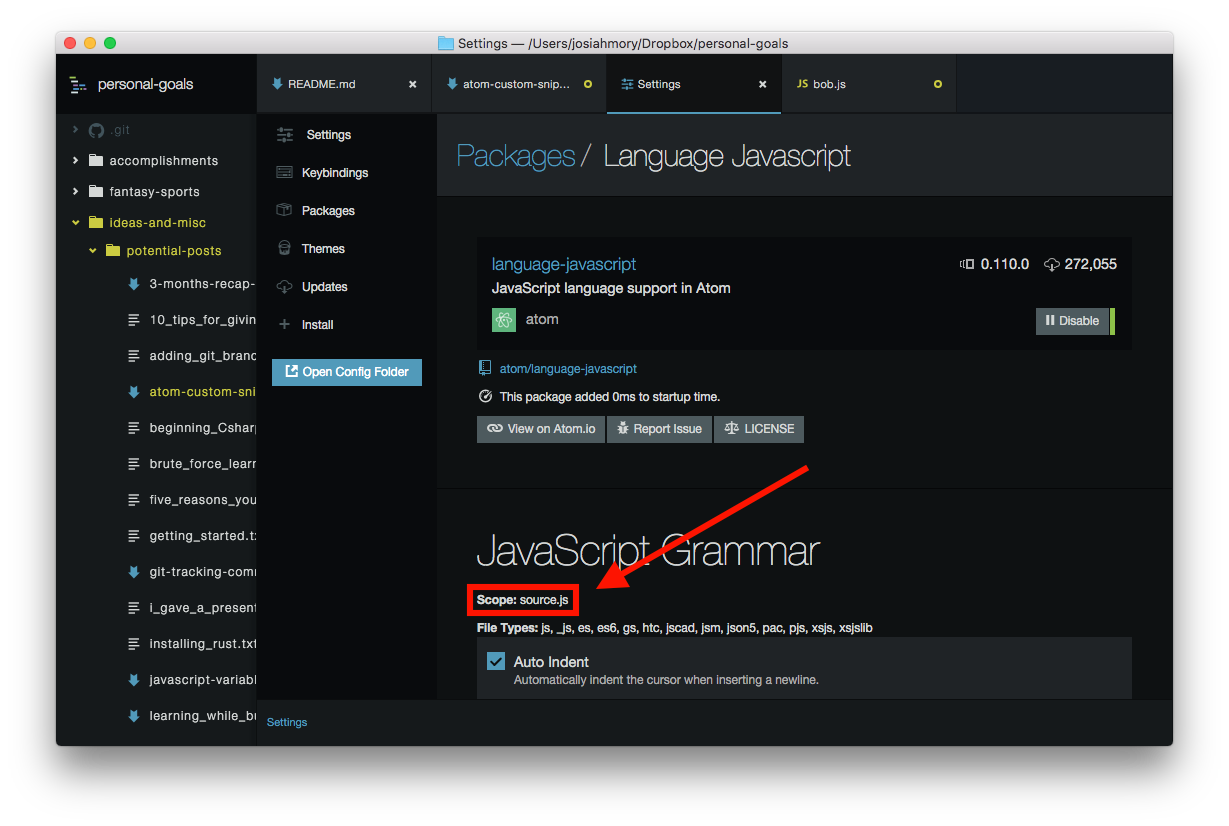 Settings — /Users/josiahmory/Dropbox/personal-goals
personal-goals
README.md
atom-custom-snip...
Settings
JS bob.js
.git
accomplishments
fantasy-sports
ideas-and-misc
potential-posts
3-months-recap-
10_tips_for_givin
adding_git_branc
atom-custom-sni
beginning_Csharp
brute_force_learr
five_reasons_you
getting_started.t
git-tracking-com
i_gave_a_present
installing_rust.txt
javascript-variabl
learning_while_bu
Settings
Keybindings
Packages
Themes
Updates
Install
Open Config Folder
Packages / Language Javascript
language-javascript
0.110.0 272,055
JavaScript language support in Atom
atom
Disable
atom/language-javascript
This package added 0ms to startup time.
View on Atom.io Report Issue LICENSE
JavaScript Grammar
Scope: source.js
File Types: js, _js, es, es6, gs, htc, jscad, jsm, json5, pac, pjs, xsjs, xsjslib
Auto Indent
Automatically indent the cursor when inserting a newline.
Settings